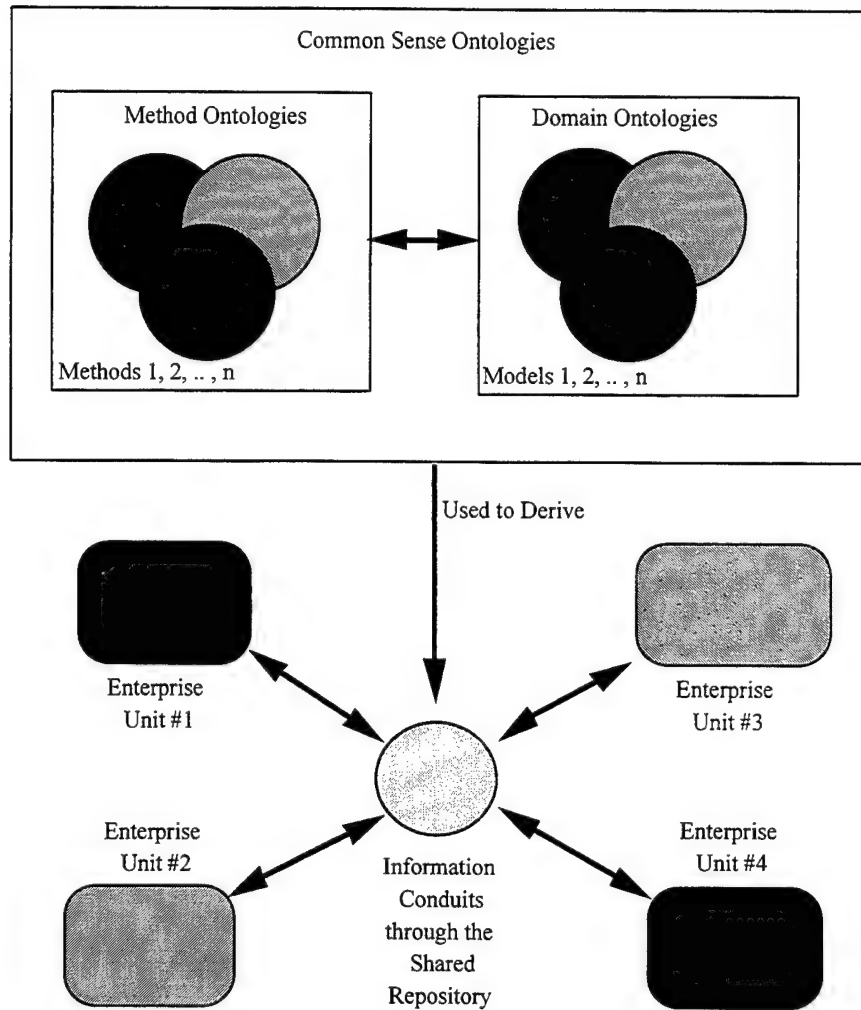 Common Sense Ontologies
Method Ontologies
Domain Ontologies
Methods 1, 2, .. , n
Models 1, 2, .. , n
Used to Derive
Enterprise
Unit #1
Enterprise
Unit #3
Enterprise
Unit #2
Enterprise
Unit #4
Information
Conduits
through the
Shared
Repository